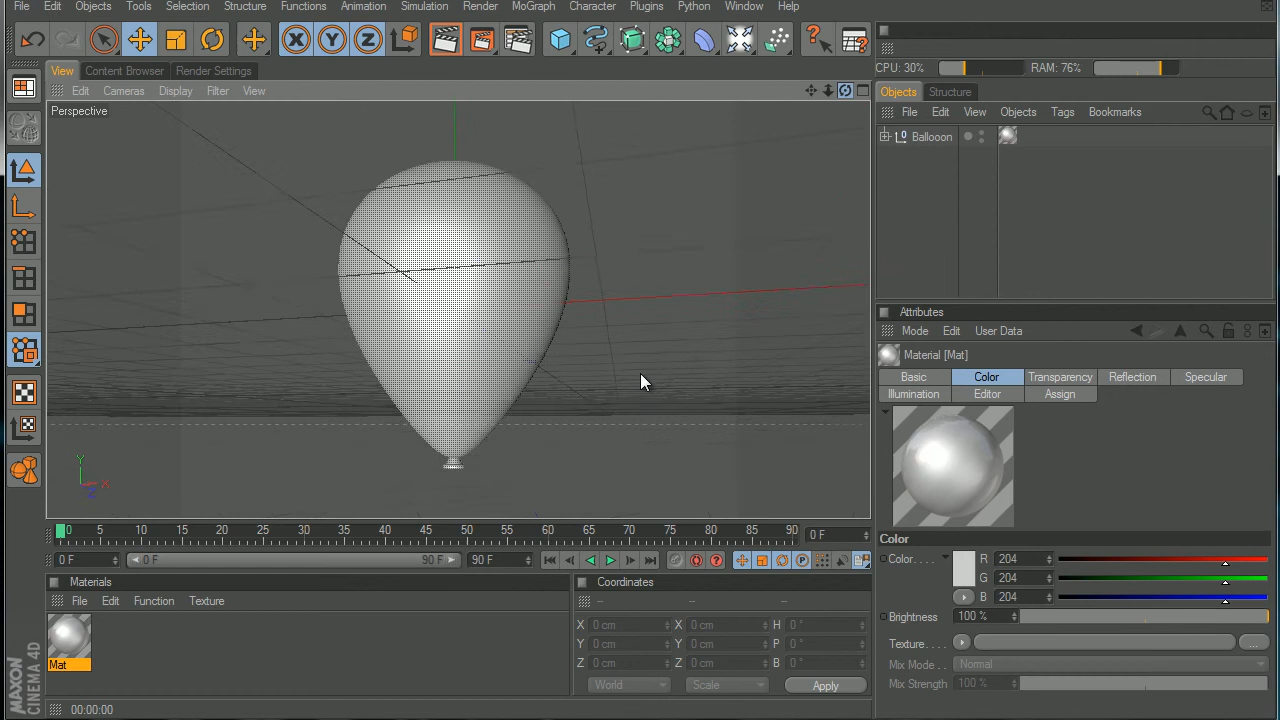 File Edit Objects Tools Selection Structure Functions Animation Simulation Render MoGraph Character Plugins Python Window Help
X Y Z
CPU: 30% RAM: 76%
View Content Browser Render Settings
Objects Structure
Edit Cameras Display Filter View
File Edit View Objects Tags Bookmarks
Perspective
Ballooon
Attributes
Mode Edit User Data
Material [Mat]
Basic Color Transparency Reflection Specular
Illumination Editor Assign
Y
X
Z
0 5 10 15 20 25 30 35 40 45 50 55 60 65 70 75 80 85 90 0 F
0 F 0 F 90 F 90 F
Color
Color. . . . R 204
G 204
B 204
Brightness 100 %
Texture. . . . ...
Mix Mode. . Normal
Mix Strength 100 %
Materials
File Edit Function Texture
Mat
Coordinates
-- -- --
X 0 cm X 0 cm H 0 °
Y 0 cm Y 0 cm P 0 °
Z 0 cm Z 0 cm B 0 °
World Scale Apply
MAXON
CINEMA 4D
00:00:00